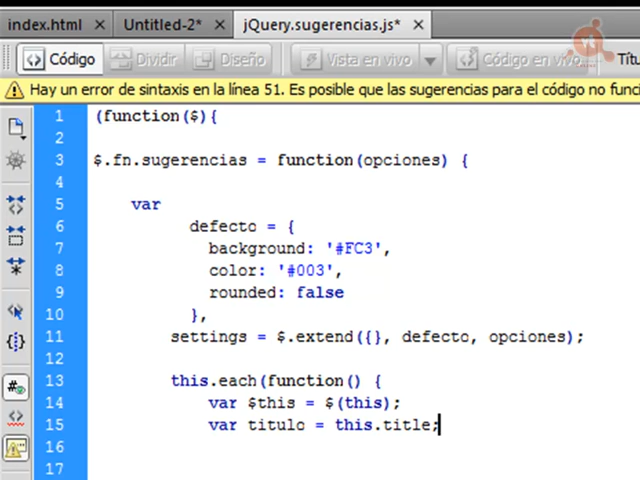 index.html × Untitled-2* × jQuery.sugerencias.js* ×
Código Dividir Diseño Vista en vivo Código en vivo Títu
Hay un error de sintaxis en la línea 51. Es posible que las sugerencias para el código no funci
1 (function($){
2
3 $.fn.sugerencias = function(opciones) {
4
5 var
6 defecto = {
7 background: '#FC3',
8 color: '#003',
9 rounded: false
10 },
11 settings = $.extend({}, defecto, opciones);
12
13 this.each(function() {
14 var $this = $(this);
15 var titulo = this.title;
16
17